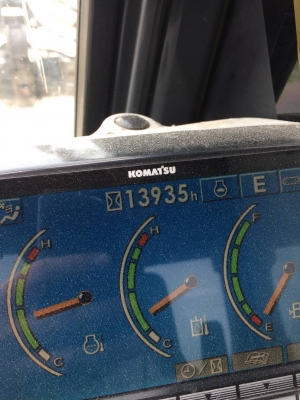 KOMATSU
13935h E
H H F
C C E